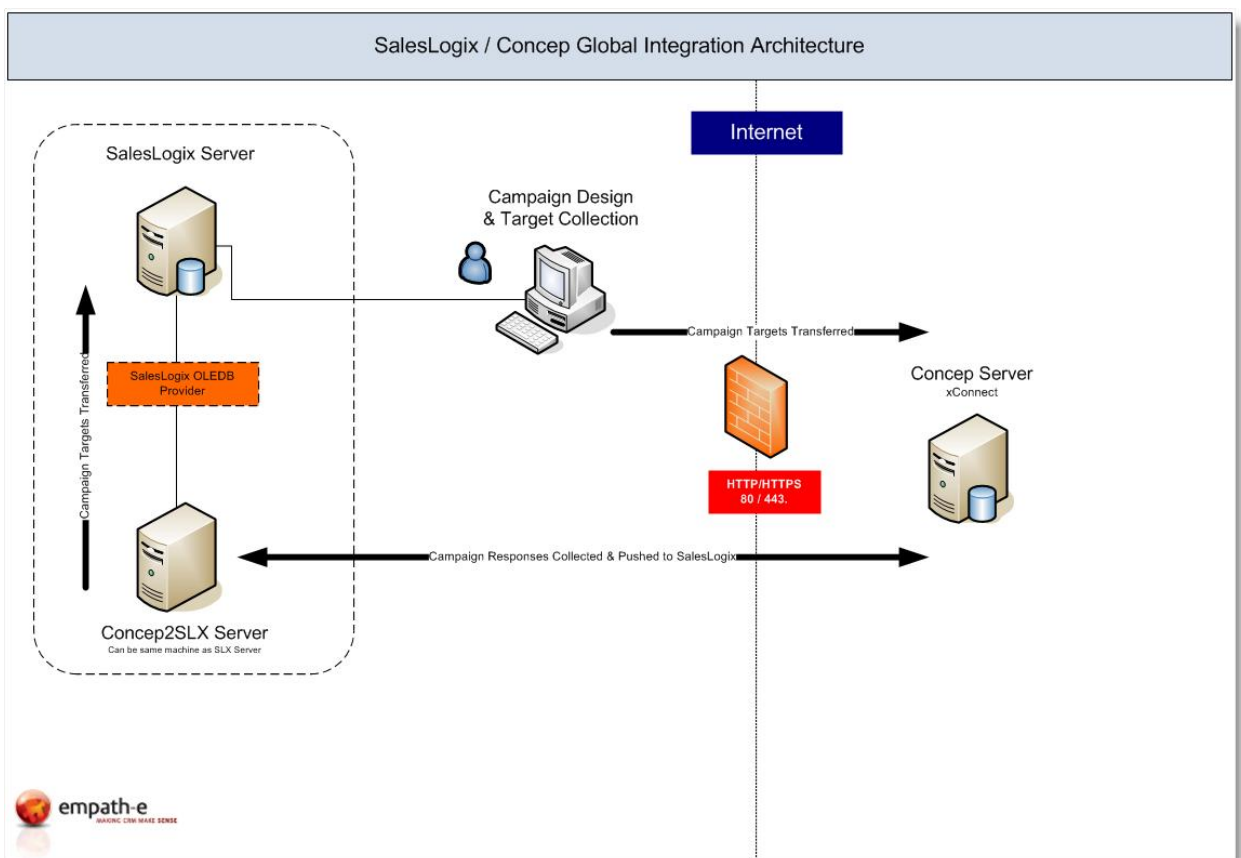 SalesLogix / Concep Global Integration Architecture
Internet
SalesLogix Server
Campaign Design
& Target Collection
Campaign Targets Transferred
SalesLogix OLEDB
Provider
Campaign Targets Transferred
Concep Server
xConnect
HTTP/HTTPS
80 / 443.
Campaign Responses Collected & Pushed to SalesLogix
Concep2SLX Server
Can be same machine as SLX Server
empath-e
MAKING CRM MAKE SENSE